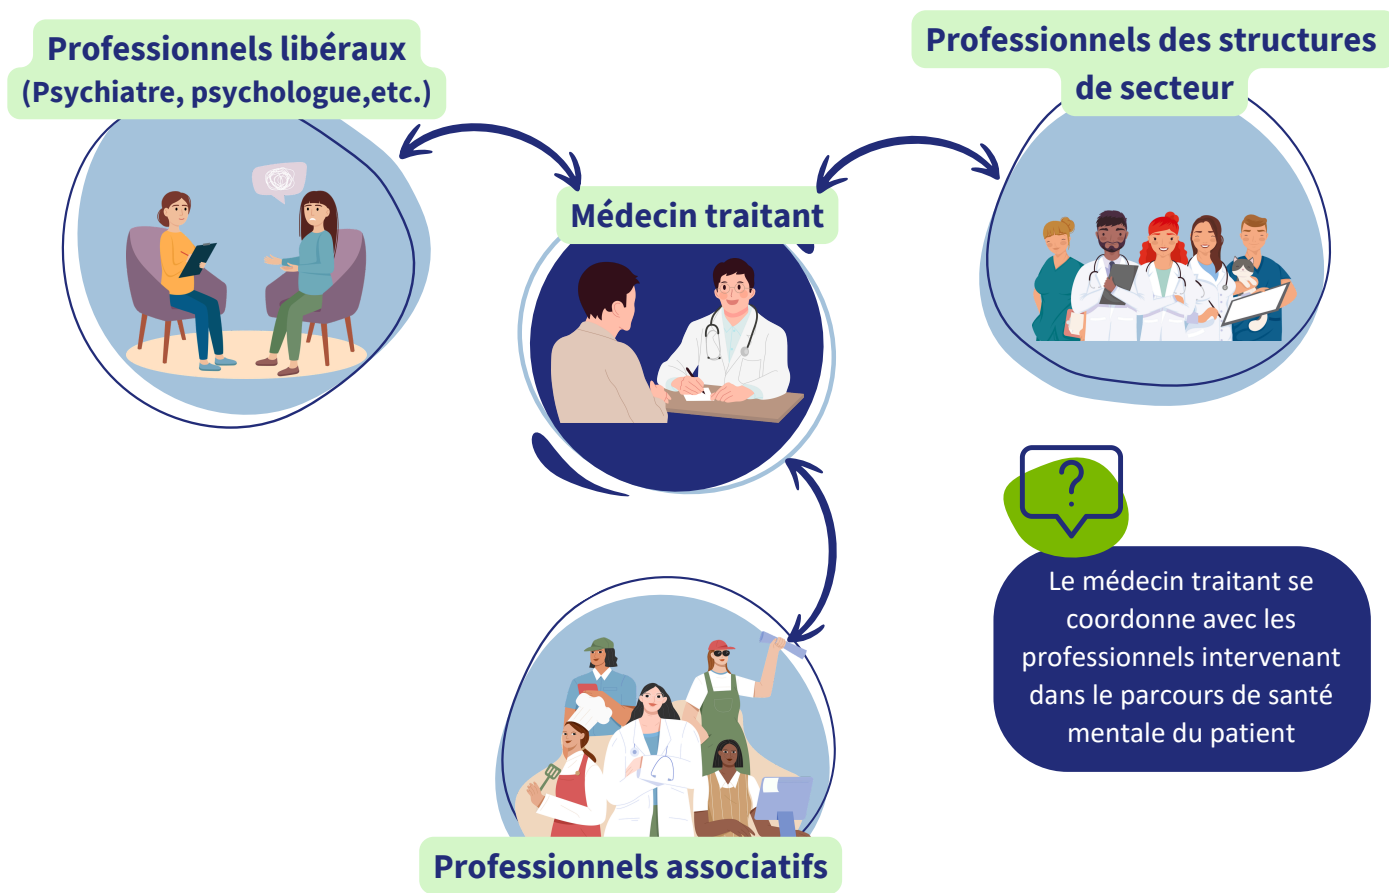 Professionnels libéraux
(Psychiatre, psychologue,etc.)
Professionnels des structures
de secteur
Médecin traitant
?
Le médecin traitant se
coordonne avec les
professionnels intervenant
dans le parcours de santé
mentale du patient
Professionnels associatifs